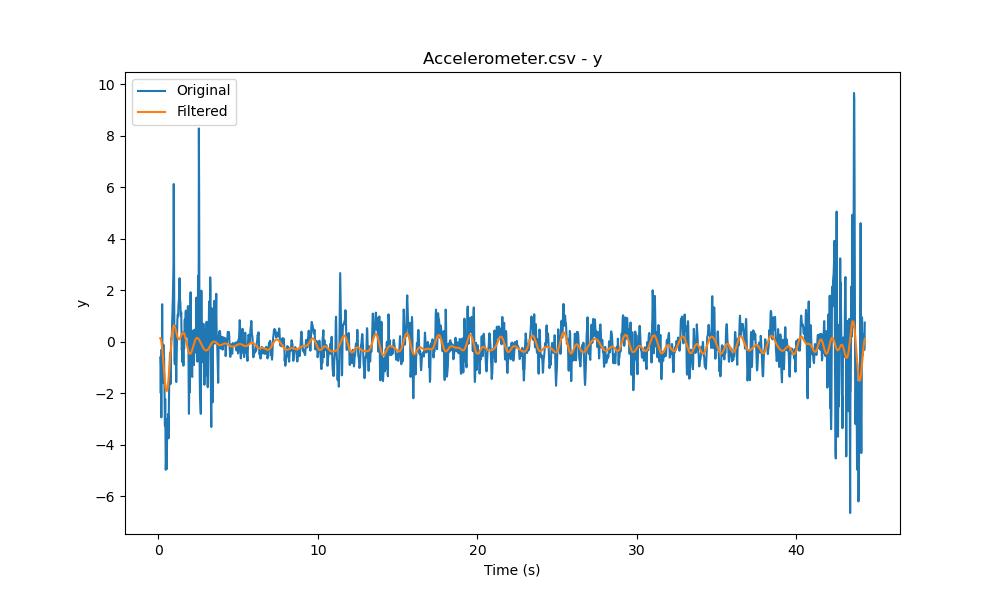 Accelerometer.csv - y
Original
Filtered
10
8
6
4
2
0
−2
−4
−6
y
0 10 20 30 40
Time (s)